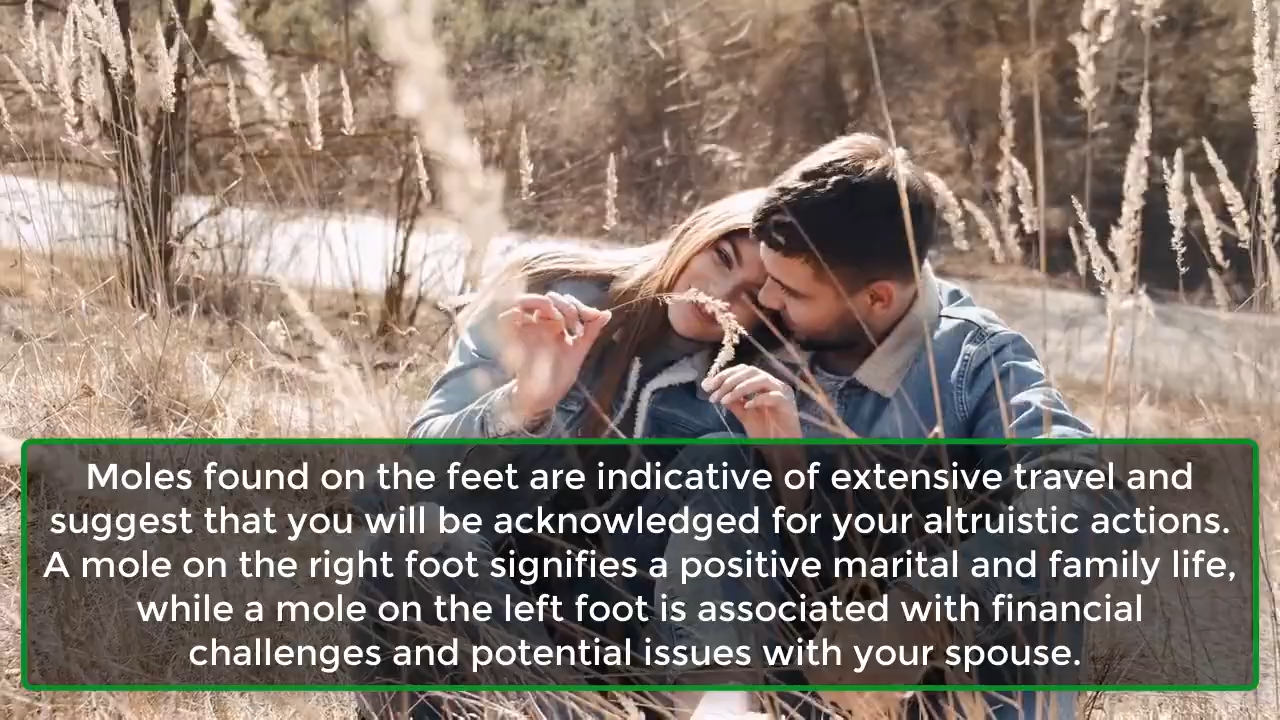 Moles found on the feet are indicative of extensive travel and
suggest that you will be acknowledged for your altruistic actions.
A mole on the right foot signifies a positive marital and family life,
while a mole on the left foot is associated with financial
challenges and potential issues with your spouse.